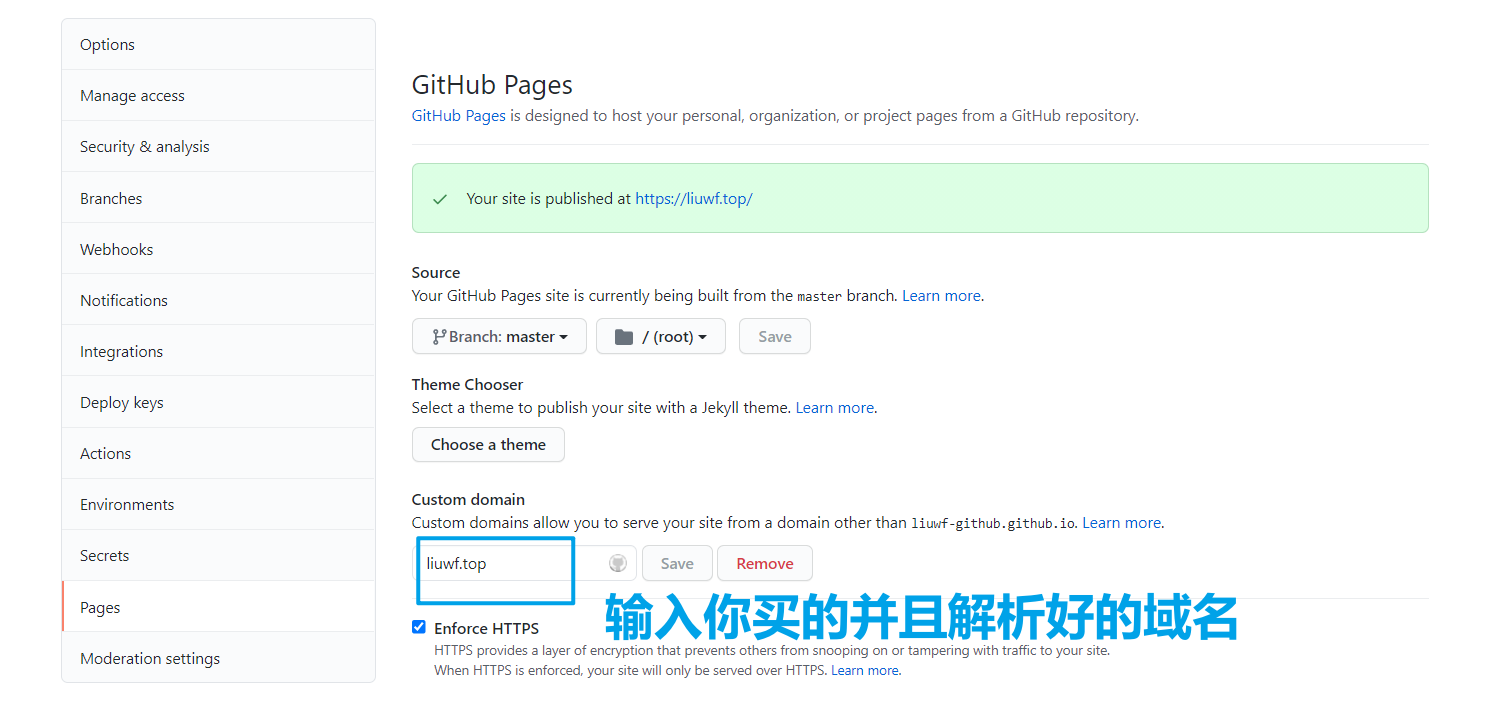 Options
Manage access
Security & analysis
Branches
Webhooks
Notifications
Integrations
Deploy keys
Actions
Environments
Secrets
Pages
Moderation settings
GitHub Pages
GitHub Pages is designed to host your personal, organization, or project pages from a GitHub repository.
Your site is published at https://liuwf.top/
Source
Your GitHub Pages site is currently being built from the master branch. Learn more.
Branch: master / (root) Save
Theme Chooser
Select a theme to publish your site with a Jekyll theme. Learn more.
Choose a theme
Custom domain
Custom domains allow you to serve your site from a domain other than liuwf-github.github.io. Learn more.
liuwf.top Save Remove
输入你买的并且解析好的域名
Enforce HTTPS
HTTPS provides a layer of encryption that prevents others from snooping on or tampering with traffic to your site.
When HTTPS is enforced, your site will only be served over HTTPS. Learn more.